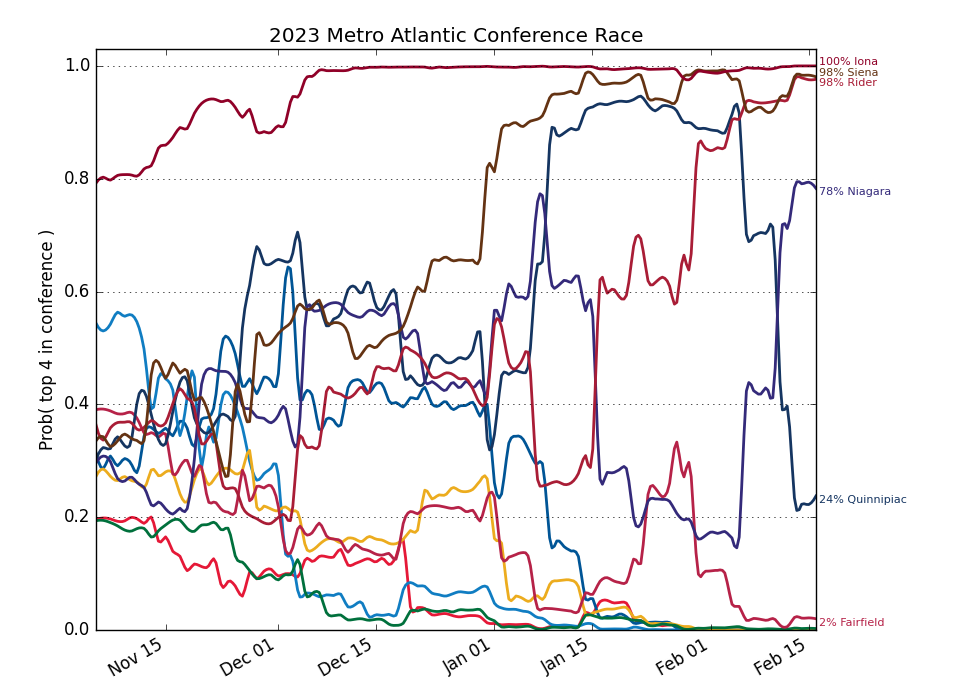 2023 Metro Atlantic Conference Race
Prob( top 4 in conference )
1.0
0.8
0.6
0.4
0.2
0.0
Nov 15
Dec 01
Dec 15
Jan 01
Jan 15
Feb 01
Feb 15
100% Iona
98% Siena
98% Rider
78% Niagara
24% Quinnipiac
2% Fairfield